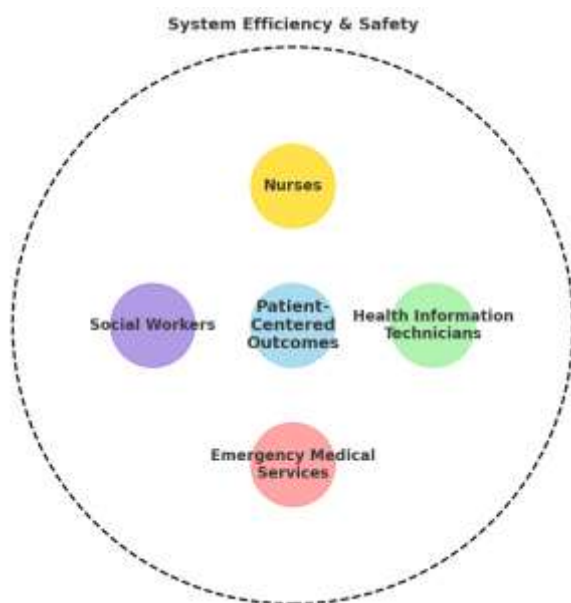 System Efficiency & Safety
Nurses
Social Workers
Patient-
Centered
Outcomes
Health Information
Technicians
Emergency Medical
Services